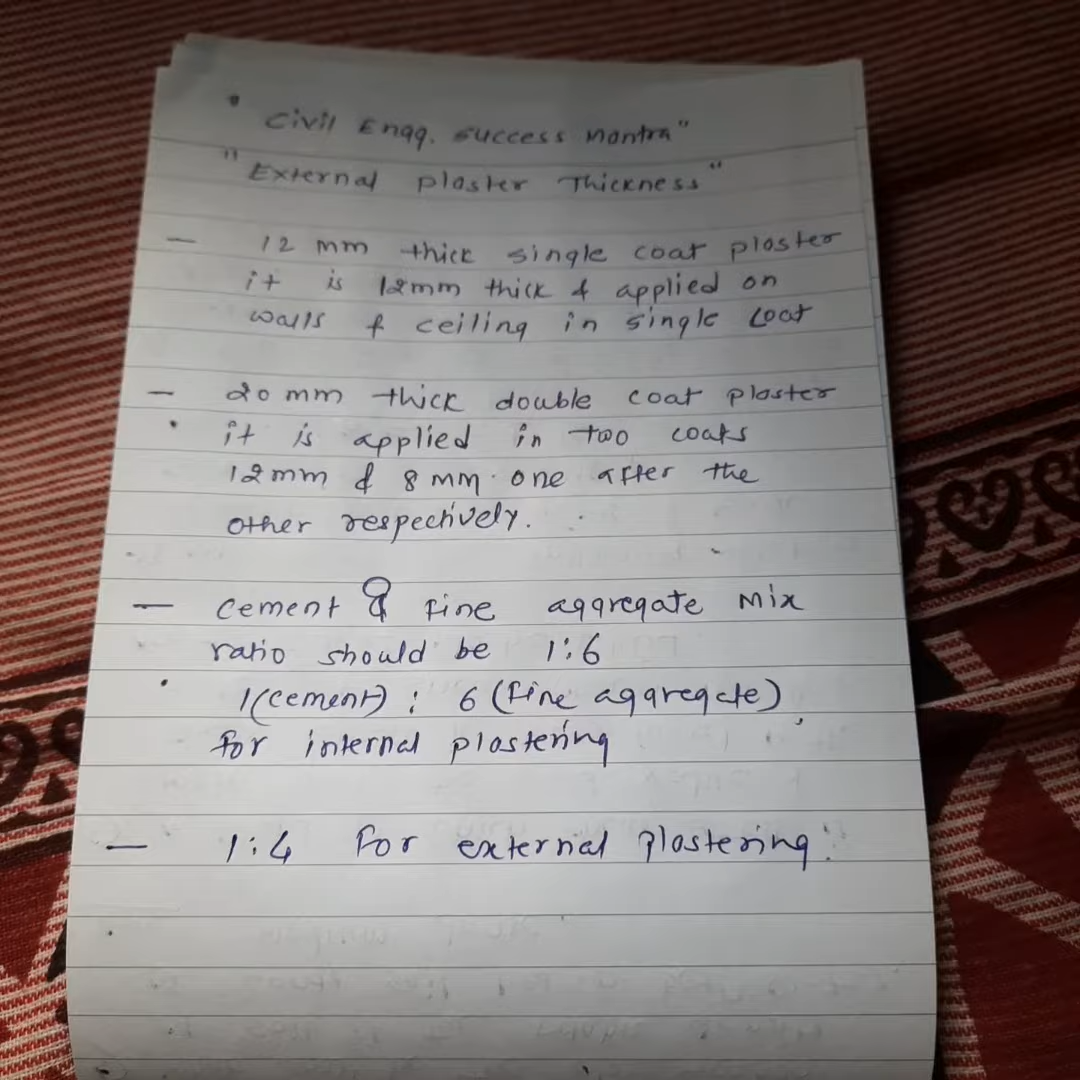 " Civil Engg. success mantra"
"External plaster Thickness"
— 12 mm thick single coat plaster
it is 12mm thick & applied on
walls & ceiling in single coat
— 20 mm thick double coat plaster
it is applied in two coats
12mm & 8 mm. one after the
other respectively.
— cement & fine aggregate mix
ratio should be 1:6
1(cement) : 6 (fine aggregate)
for internal plastering
— 1:4 for external plastering.